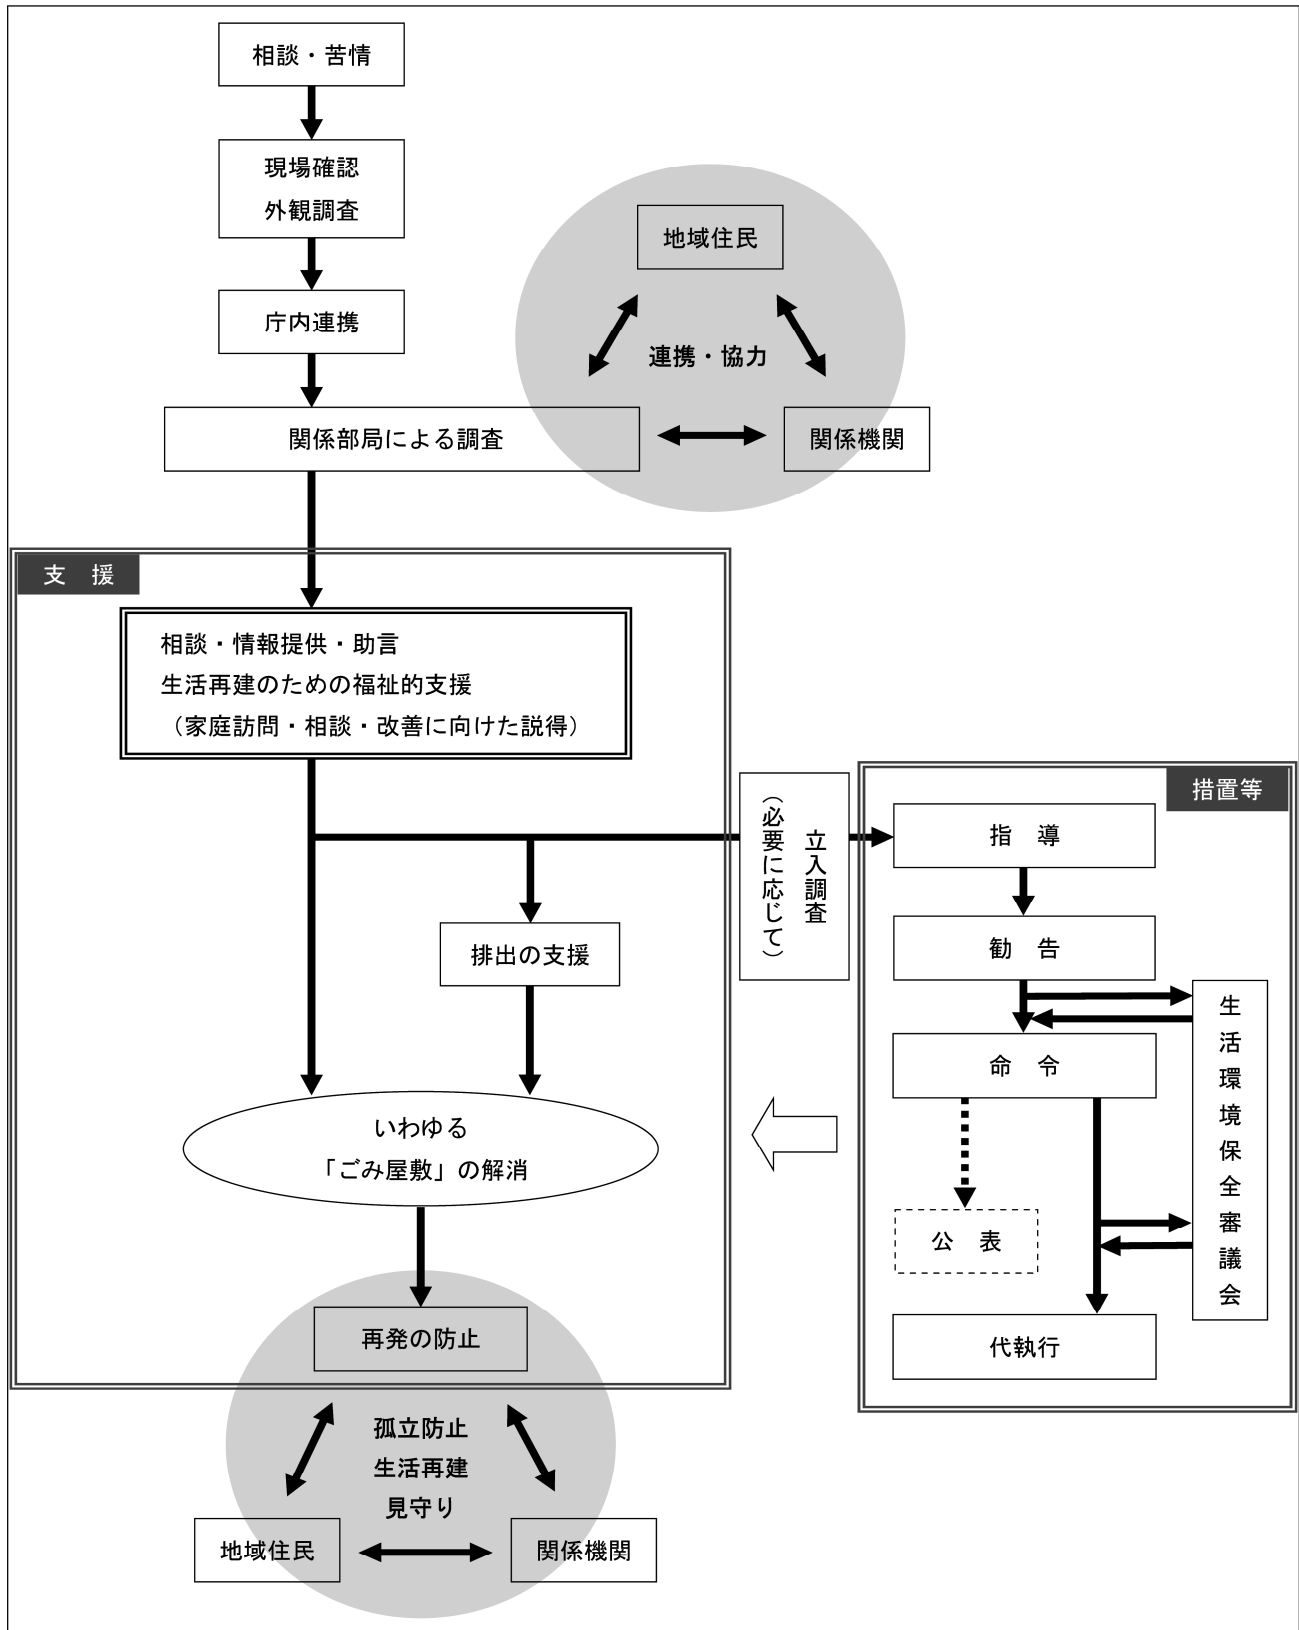 相談・苦情
現場確認
外観調査
庁内連携
関係部局による調査
地域住民
連携・協力
関係機関
支　援
相談・情報提供・助言
生活再建のための福祉的支援
（家庭訪問・相談・改善に向けた説得）
立入調査
（必要に応じて）
排出の支援
いわゆる
「ごみ屋敷」の解消
再発の防止
孤立防止
生活再建
見守り
地域住民
関係機関
措置等
指　導
勧　告
命　令
公　表
代執行
生活環境保全審議会